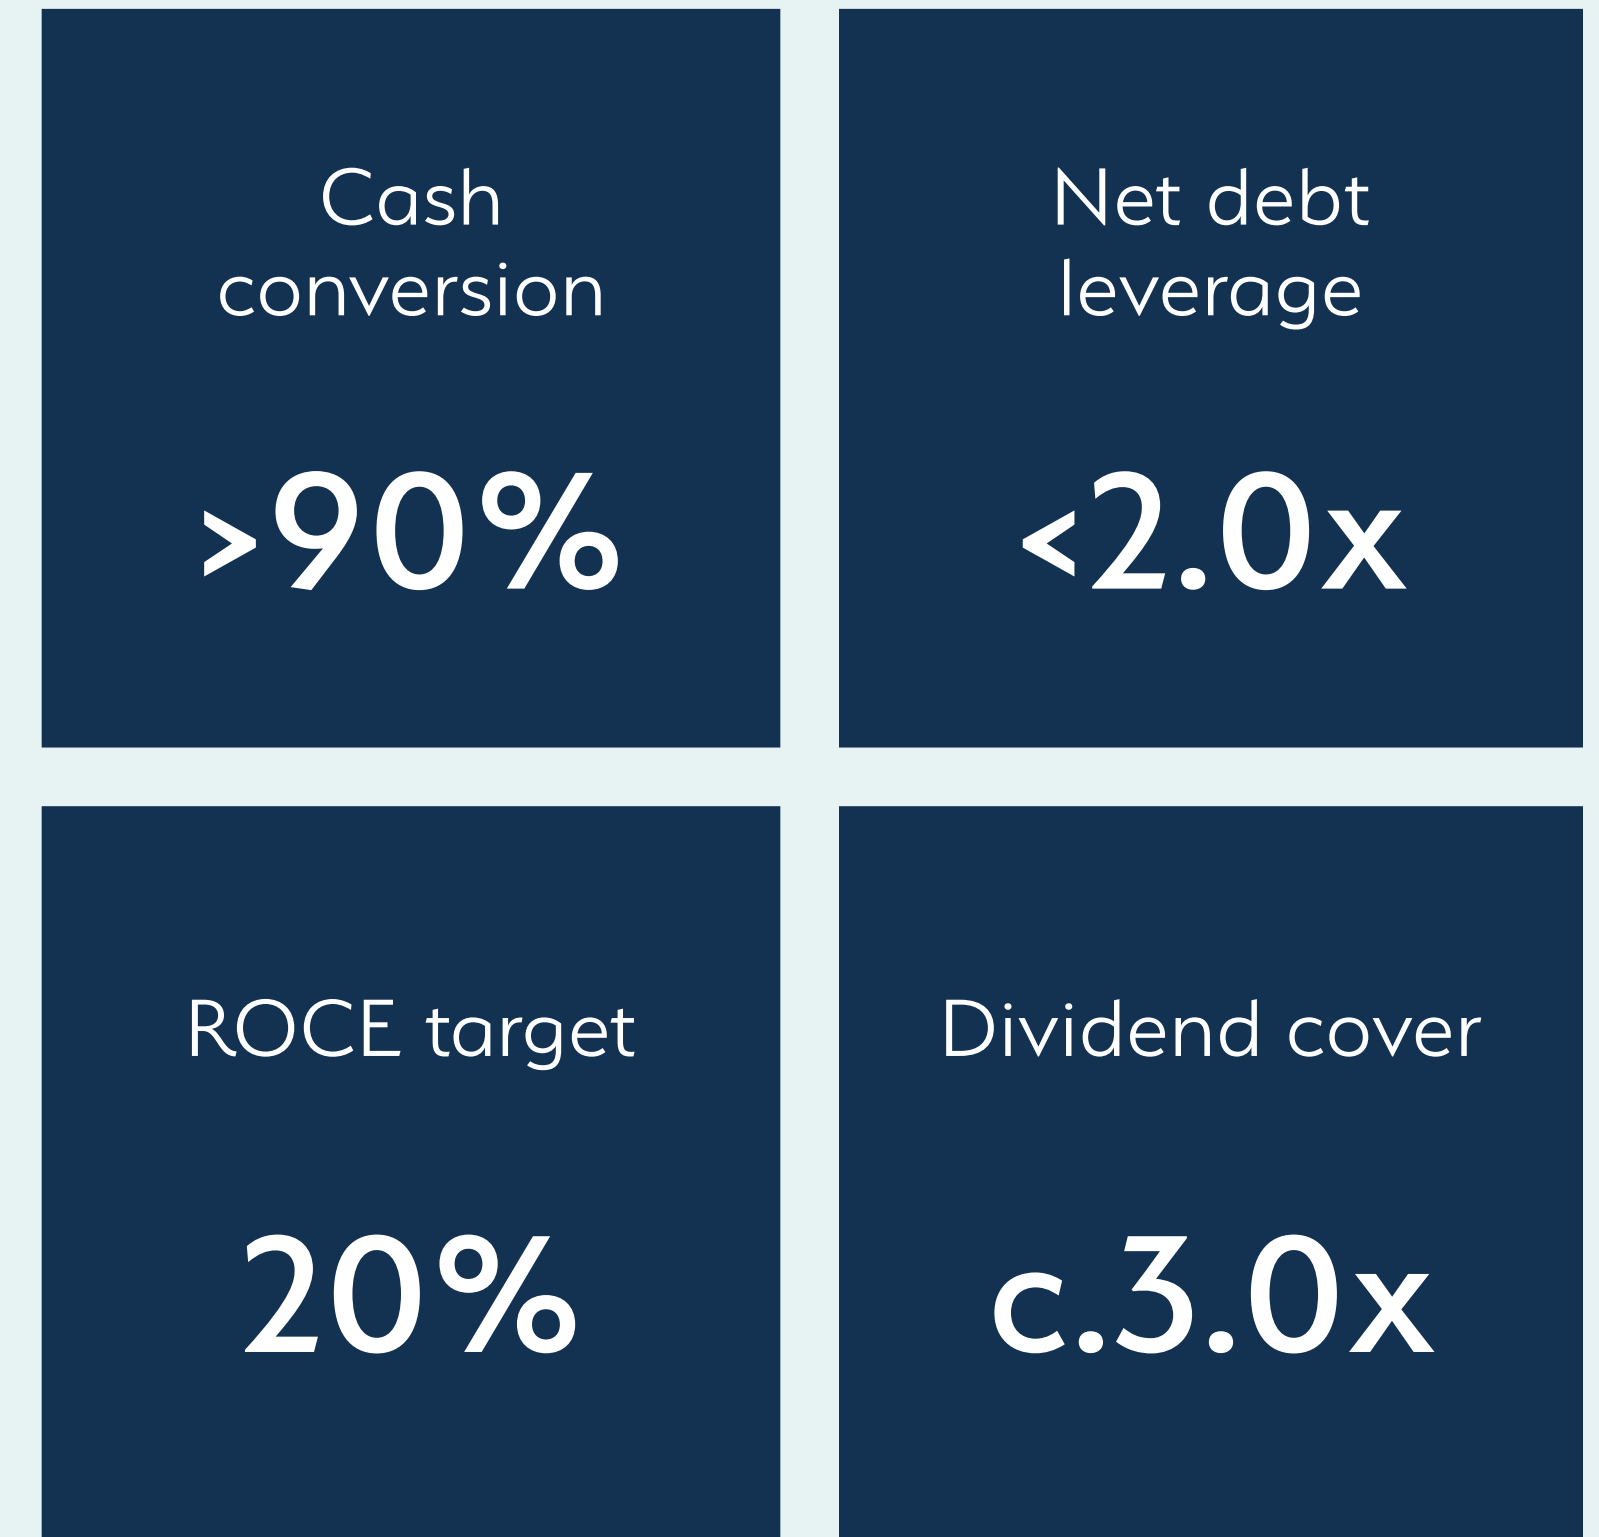 Cash
conversion
>90%
Net debt
leverage
<2.0x
ROCE target
20%
Dividend cover
c.3.0x